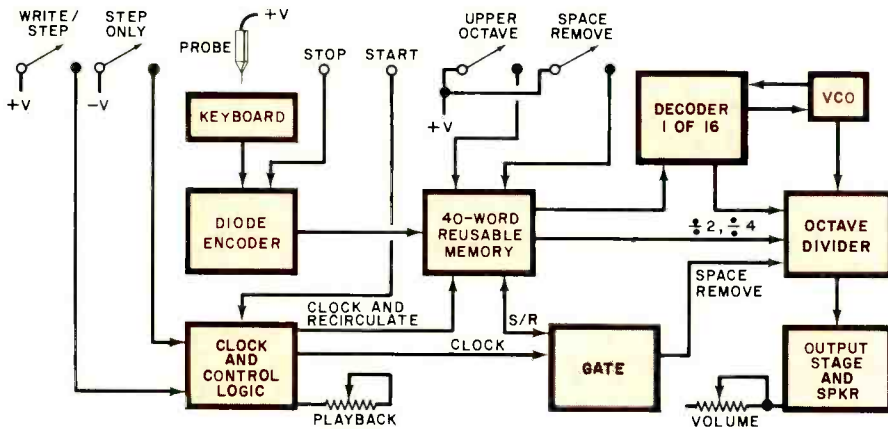 WRITE/
STEP
STEP
ONLY
+V
-V
PROBE
+V
STOP
START
UPPER
OCTAVE
SPACE
REMOVE
+V
KEYBOARD
DIODE
ENCODER
40-WORD
REUSABLE
MEMORY
DECODER
1 OF 16
VCO
÷2, ÷4
OCTAVE
DIVIDER
SPACE
REMOVE
CLOCK AND
RECIRCULATE
S/R
CLOCK
CLOCK
AND
CONTROL
LOGIC
GATE
OUTPUT
STAGE
AND
SPKR
PLAYBACK
VOLUME